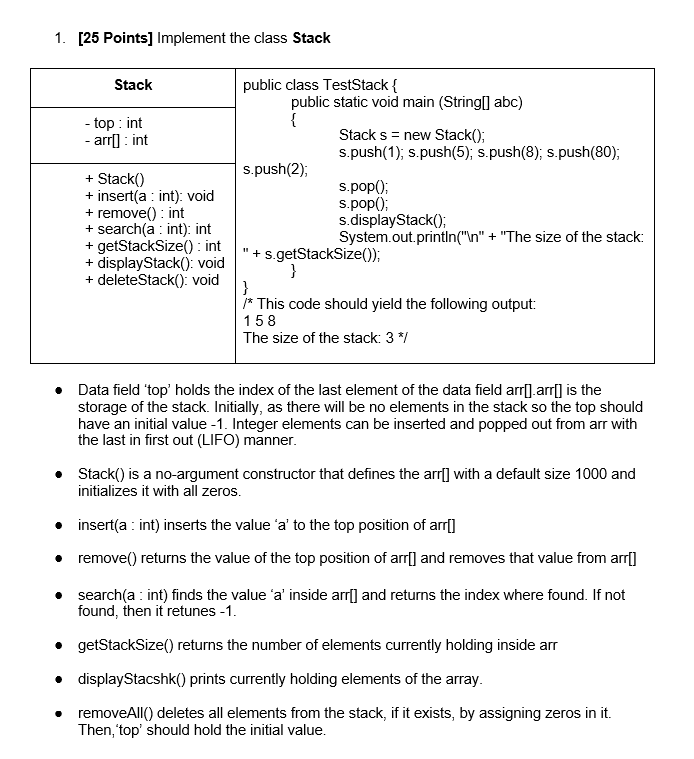 1. [25 Points] Implement the class Stack
Stack
- top : int
- arr[] : int
+ Stack()
+ insert(a : int): void
+ remove() : int
+ search(a : int): int
+ getStackSize() : int
+ displayStack(): void
+ deleteStack(): void
public class TestStack {
public static void main (String[] abc)
{
Stack s = new Stack();
s.push(1); s.push(5); s.push(8); s.push(80);
s.push(2);
s.pop();
s.pop();
s.displayStack();
System.out.println("\n" + "The size of the stack:
" + s.getStackSize());
}
}
/* This code should yield the following output:
1 5 8
The size of the stack: 3 */
● Data field ‘top’ holds the index of the last element of the data field arr[].arr[] is the
storage of the stack. Initially, as there will be no elements in the stack so the top should
have an initial value -1. Integer elements can be inserted and popped out from arr with
the last in first out (LIFO) manner.
● Stack() is a no-argument constructor that defines the arr[] with a default size 1000 and
initializes it with all zeros.
● insert(a : int) inserts the value ‘a’ to the top position of arr[]
● remove() returns the value of the top position of arr[] and removes that value from arr[]
● search(a : int) finds the value ‘a’ inside arr[] and returns the index where found. If not
found, then it retunes -1.
● getStackSize() returns the number of elements currently holding inside arr
● displayStacshk() prints currently holding elements of the array.
● removeAll() deletes all elements from the stack, if it exists, by assigning zeros in it.
Then,‘top’ should hold the initial value.